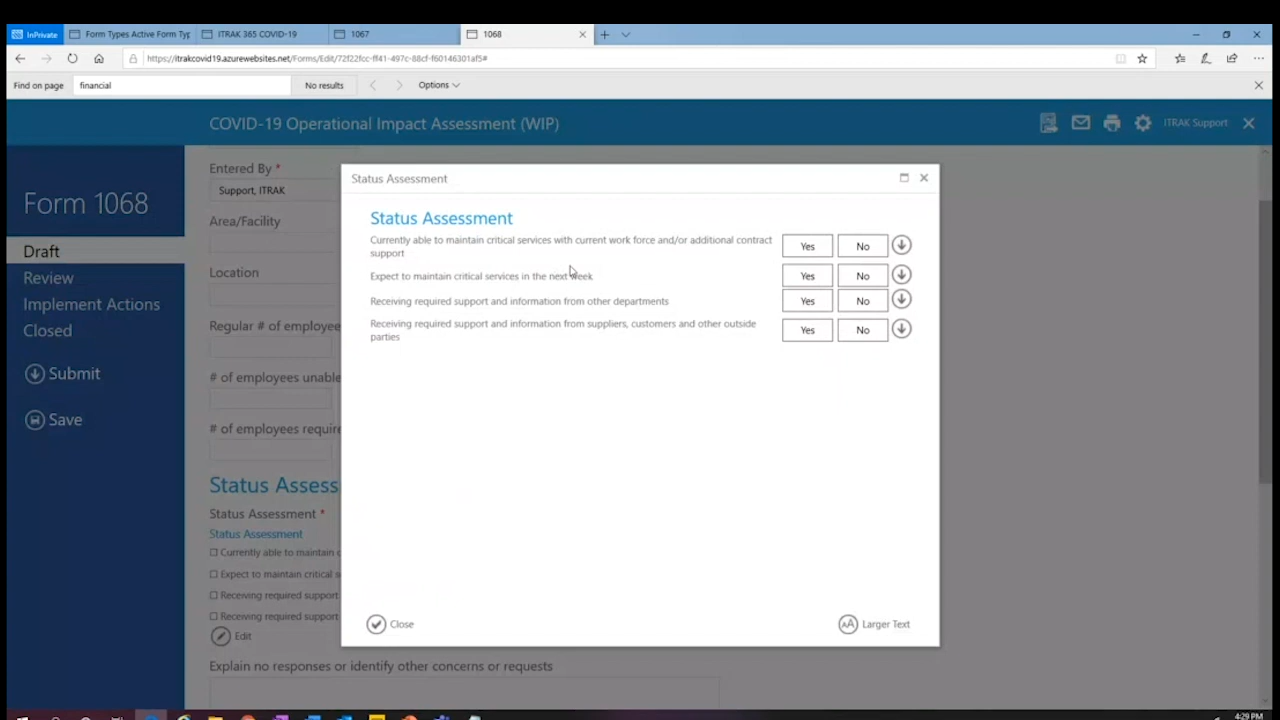 InPrivate
Form Types Active Form Typ
ITRAK 365 COVID-19
1067
1068
https://itrakcovid19.azurewebsites.net/Forms/Edit/72f22fcc-ff41-497c-88cf-f60146301af5#
Find on page
financial
No results
Options
COVID-19 Operational Impact Assessment (WIP)
ITRAK Support
Form 1068
Draft
Review
Implement Actions
Closed
Submit
Save
Entered By *
Support, ITRAK
Area/Facility
Location
Regular # of employee
# of employees unable
# of employees require
Status Assess
Status Assessment *
Status Assessment
Currently able to maintain c
Expect to maintain critical s
Receiving required support
Receiving required support
Edit
Explain no responses or identify other concerns or requests
Status Assessment
Status Assessment
Currently able to maintain critical services with current work force and/or additional contract
support
Yes No
Expect to maintain critical services in the next week
Yes No
Receiving required support and information from other departments
Yes No
Receiving required support and information from suppliers, customers and other outside
parties
Yes No
Close
AA Larger Text
4:29 PM